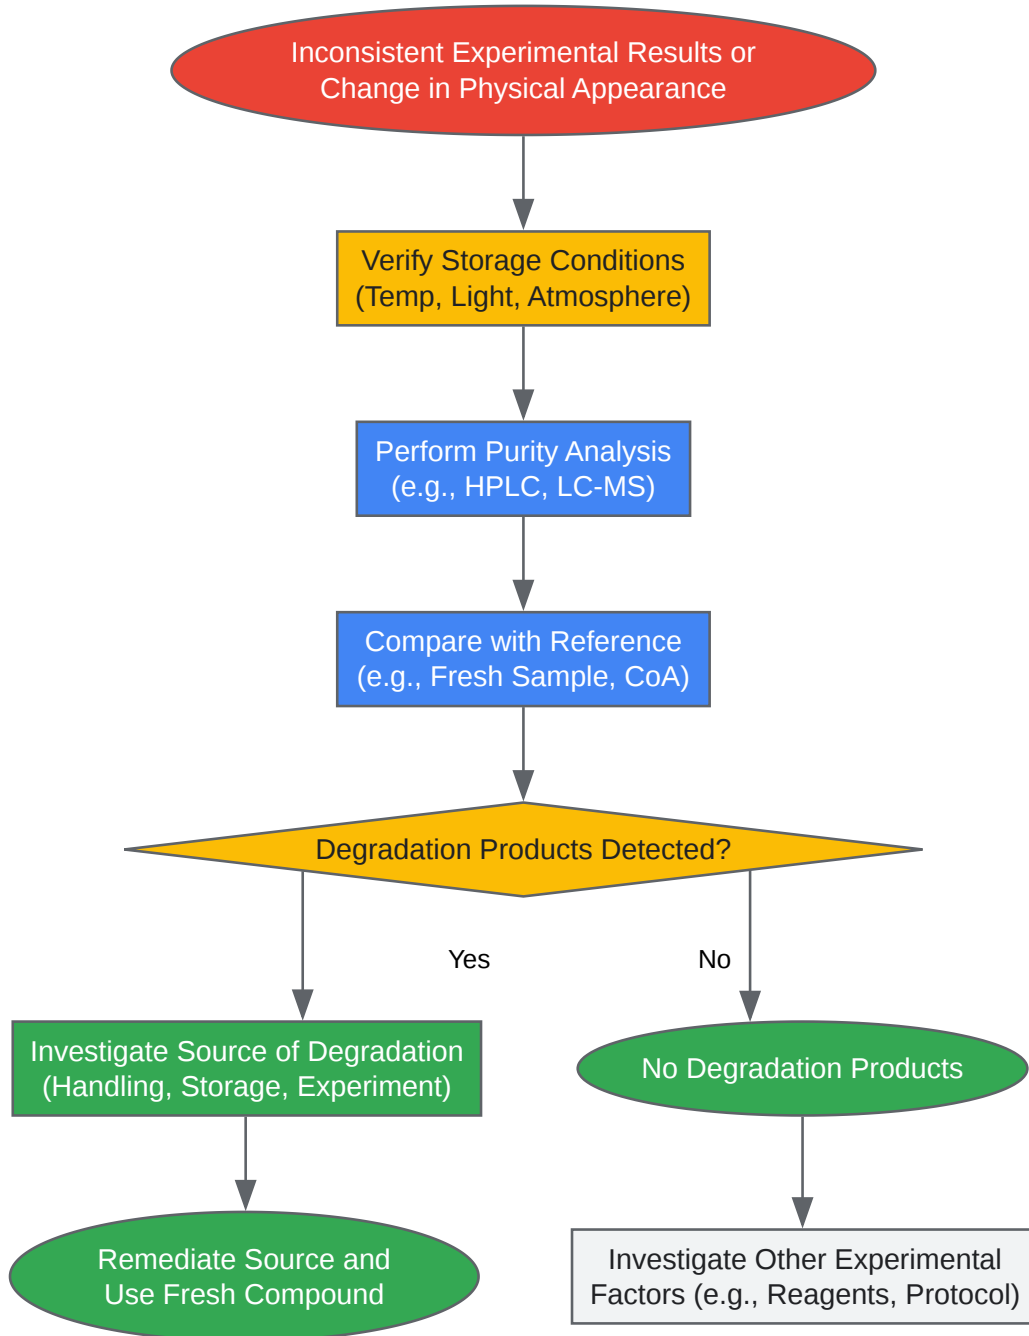 Inconsistent Experimental Results or
Change in Physical Appearance
Verify Storage Conditions
(Temp, Light, Atmosphere)
Perform Purity Analysis
(e.g., HPLC, LC-MS)
Compare with Reference
(e.g., Fresh Sample, CoA)
Degradation Products Detected?
Yes
No
Investigate Source of Degradation
(Handling, Storage, Experiment)
No Degradation Products
Remediate Source and
Use Fresh Compound
Investigate Other Experimental
Factors (e.g., Reagents, Protocol)